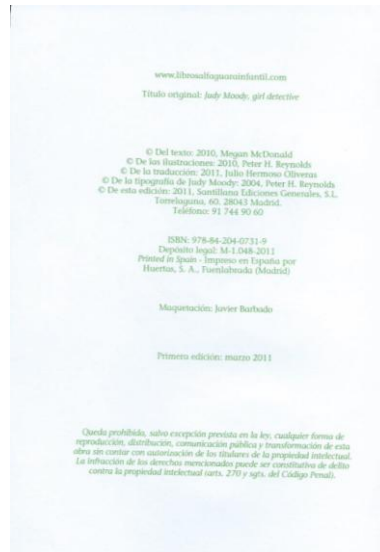 www.librosalfaguarainfantil.com
Título original: Judy Moody, girl detective
© Del texto: 2010, Megan McDonald
© De las ilustraciones: 2010, Peter H. Reynolds
© De la traducción: 2011, Julio Hermoso Oliveras
© De la tipografía de Judy Moody: 2004, Peter H. Reynolds
© De esta edición: 2011, Santillana Ediciones Generales, S.L.
Torrelaguna, 60. 28043 Madrid.
Teléfono: 91 744 90 60
ISBN: 978-84-204-0731-9
Depósito legal: M-1.048-2011
Printed in Spain - Impreso en España por
Huertas, S. A., Fuenlabrada (Madrid)
Maquetación: Javier Barbado
Primera edición: marzo 2011
Queda prohibida, salvo excepción prevista en la ley, cualquier forma de
reproducción, distribución, comunicación pública y transformación de esta
obra sin contar con autorización de los titulares de la propiedad intelectual.
La infracción de los derechos mencionados puede ser constitutiva de delito
contra la propiedad intelectual (arts. 270 y sgts. del Código Penal).